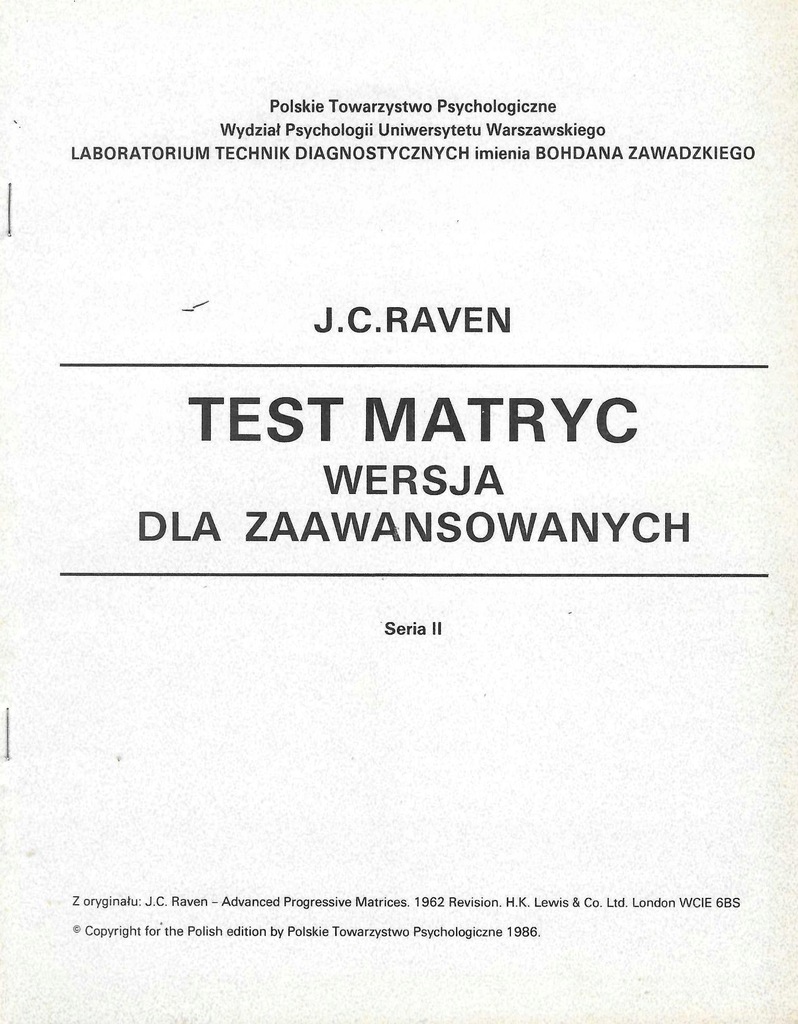 Polskie Towarzystwo Psychologiczne
Wydział Psychologii Uniwersytetu Warszawskiego
LABORATORIUM TECHNIK DIAGNOSTYCZNYCH imienia BOHDANA ZAWADZKIEGO
J.C.RAVEN
TEST MATRYC
WERSJA
DLA ZAAWANSOWANYCH
Seria II
Z oryginału: J.C. Raven – Advanced Progressive Matrices. 1962 Revision. H.K. Lewis & Co. Ltd. London WCIE 6BS
© Copyright for the Polish edition by Polskie Towarzystwo Psychologiczne 1986.